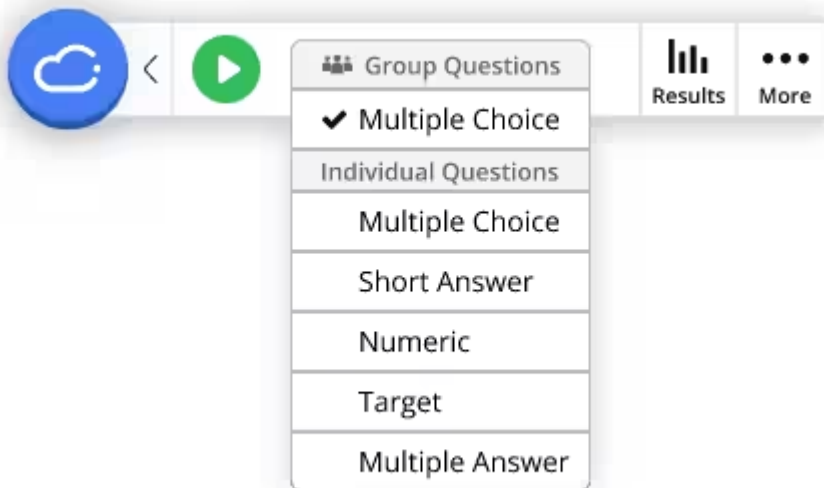 Group Questions
Multiple Choice
Individual Questions
Multiple Choice
Short Answer
Numeric
Target
Multiple Answer
Results
More